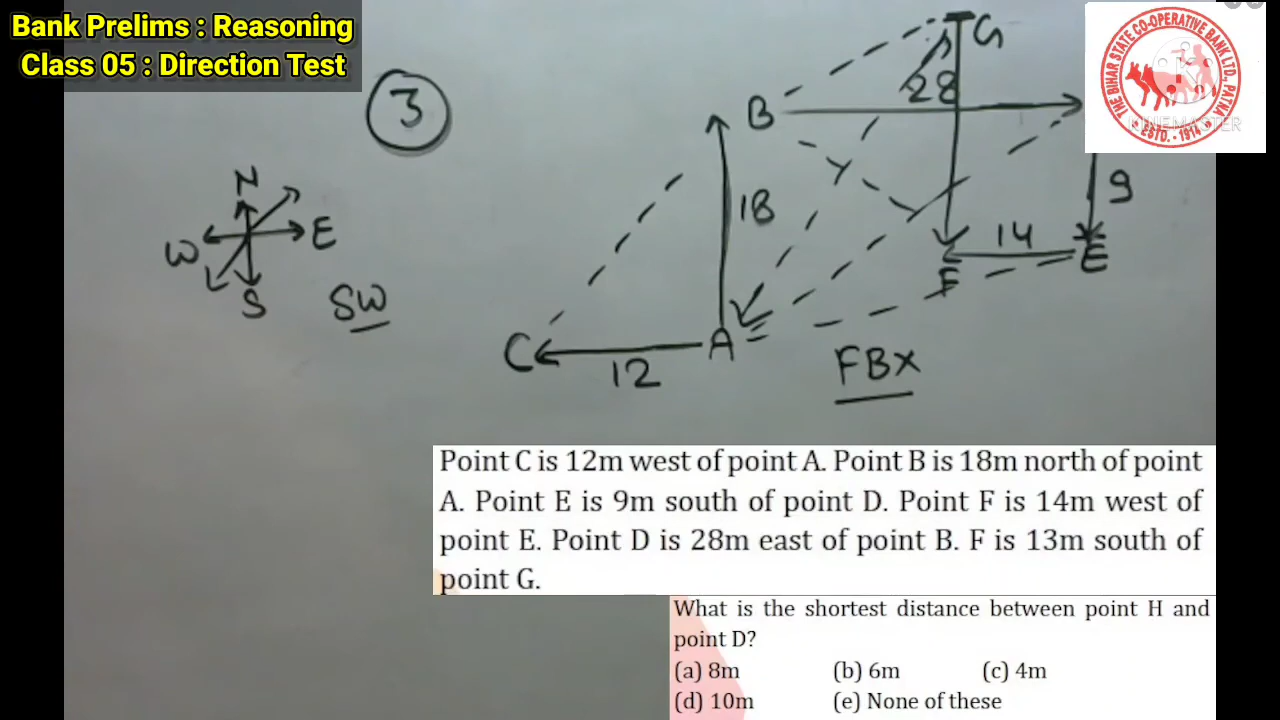 Bank Prelims : Reasoning
Class 05 : Direction Test
3
G
28
B
THE BIHAR STATE CO-OPERATIVE BANK LTD., PATNA
KINEMASTER
ESTD. - 1914
N
W
E
S
SW
18
9
14
F
E
C
12
A
FBX
Point C is 12m west of point A. Point B is 18m north of point
A. Point E is 9m south of point D. Point F is 14m west of
point E. Point D is 28m east of point B. F is 13m south of
point G.
What is the shortest distance between point H and
point D?
(a) 8m (b) 6m (c) 4m
(d) 10m (e) None of these